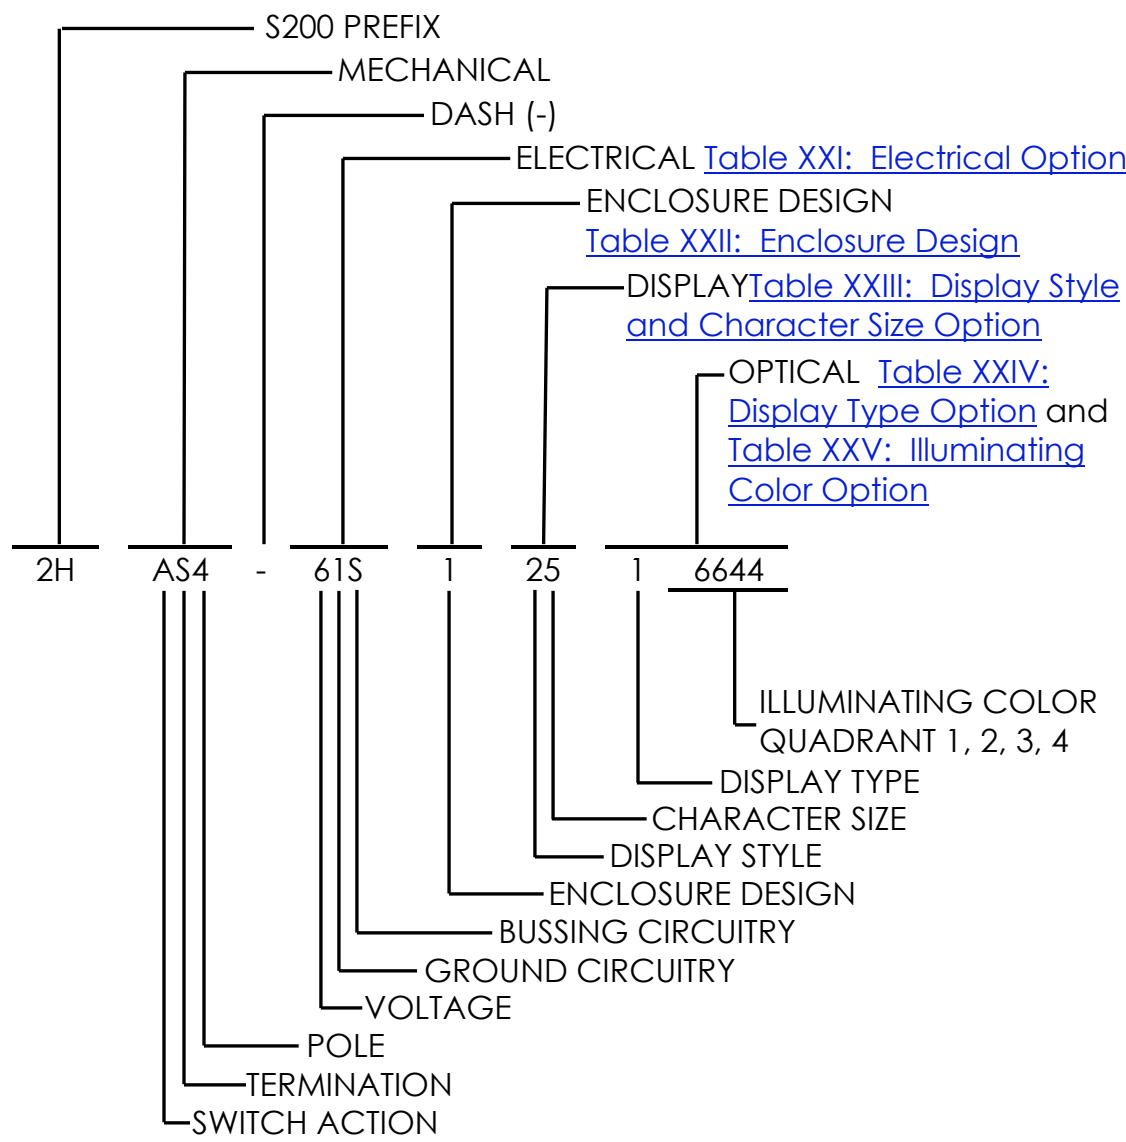 S200 PREFIX
MECHANICAL
DASH (-)
ELECTRICAL Table XXI:  Electrical Option
ENCLOSURE DESIGN
Table XXII:  Enclosure Design
DISPLAYTable XXIII:  Display Style
and Character Size Option
OPTICAL  Table XXIV:
Display Type Option and
Table XXV:  Illuminating
Color Option
2H AS4 - 61S 1 25 1 6644
ILLUMINATING COLOR
QUADRANT 1, 2, 3, 4
DISPLAY TYPE
CHARACTER SIZE
DISPLAY STYLE
ENCLOSURE DESIGN
BUSSING CIRCUITRY
GROUND CIRCUITRY
VOLTAGE
POLE
TERMINATION
SWITCH ACTION